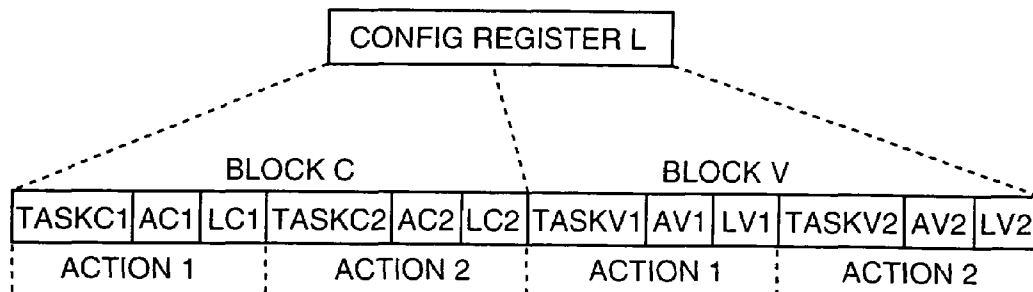 CONFIG REGISTER L
BLOCK C BLOCK V
TASKC1 AC1 LC1 TASKC2 AC2 LC2 TASKV1 AV1 LV1 TASKV2 AV2 LV2
ACTION 1 ACTION 2 ACTION 1 ACTION 2